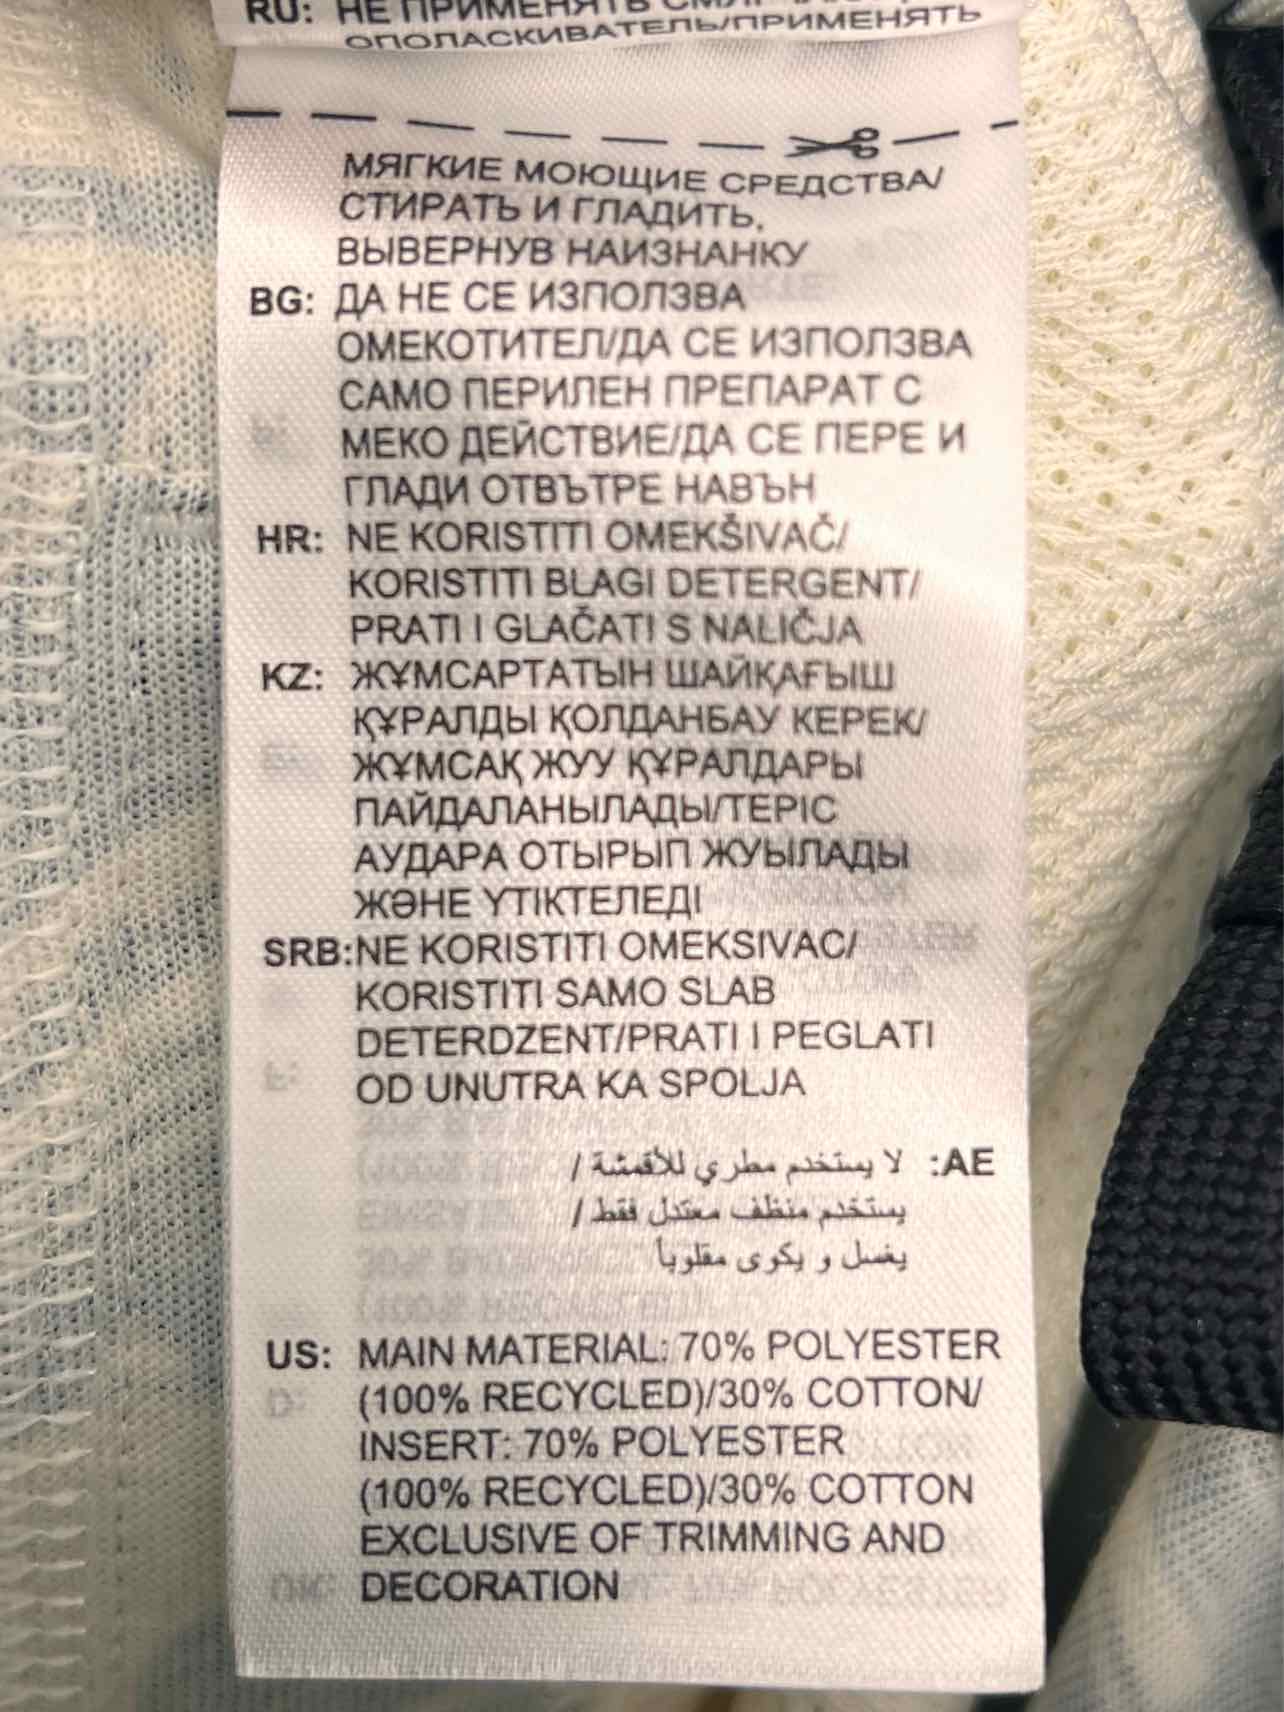 RU: НЕ ПРИМЕНЯТЬ
ОПОЛАСКИВАТЕЛЬ/ПРИМЕНЯТЬ
МЯГКИЕ МОЮЩИЕ СРЕДСТВА/
СТИРАТЬ И ГЛАДИТЬ,
ВЫВЕРНУВ НАИЗНАНКУ
BG: ДА НЕ СЕ ИЗПОЛЗВА
ОМЕКОТИТЕЛ/ДА СЕ ИЗПОЛЗВА
САМО ПЕРИЛЕН ПРЕПАРАТ С
МЕКО ДЕЙСТВИЕ/ДА СЕ ПЕРЕ И
ГЛАДИ ОТВЪТРЕ НАВЪН
HR: NE KORISTITI OMEKŠIVAČ/
KORISTITI BLAGI DETERGENT/
PRATI I GLAČATI S NALIČJA
KZ: ЖҰМСАРТАТЫН ШАЙҚАҒЫШ
ҚҰРАЛДЫ ҚОЛДАНБАУ КЕРЕК/
ЖҰМСАҚ ЖУУ ҚҰРАЛДАРЫ
ПАЙДАЛАНЫЛАДЫ/ТЕРІС
АУДАРА ОТЫРЫП ЖУЫЛАДЫ
ЖӘНЕ ҮТІКТЕЛЕДІ
SRB: NE KORISTITI OMEKSIVAC/
KORISTITI SAMO SLAB
DETERDZENT/PRATI I PEGLATI
OD UNUTRA KA SPOLJA
AE: لا يستخدم مطري للأقمشة /
يستخدم منظف معتدل فقط /
يغسل و يكوى مقلوباً
US: MAIN MATERIAL: 70% POLYESTER
(100% RECYCLED)/30% COTTON/
INSERT: 70% POLYESTER
(100% RECYCLED)/30% COTTON
EXCLUSIVE OF TRIMMING AND
DECORATION